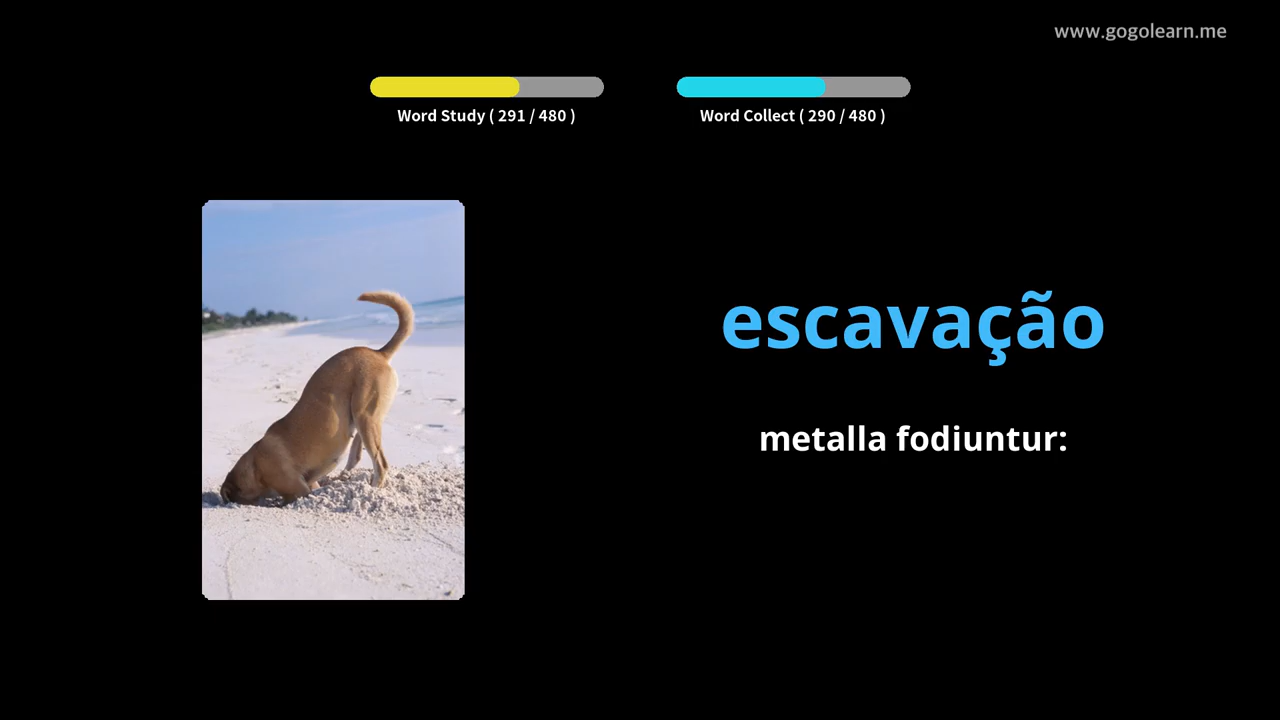 www.gogolearn.me
Word Study ( 291 / 480 )
Word Collect ( 290 / 480 )
escavação
metalla fodiuntur: